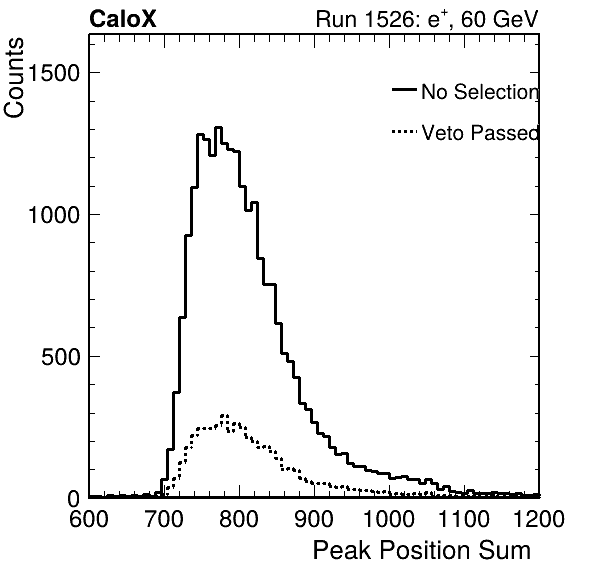 CaloX Run 1526: e⁺, 60 GeV
Counts
1500
1000
500
0
No Selection
Veto Passed
600 700 800 900 1000 1100 1200
Peak Position Sum